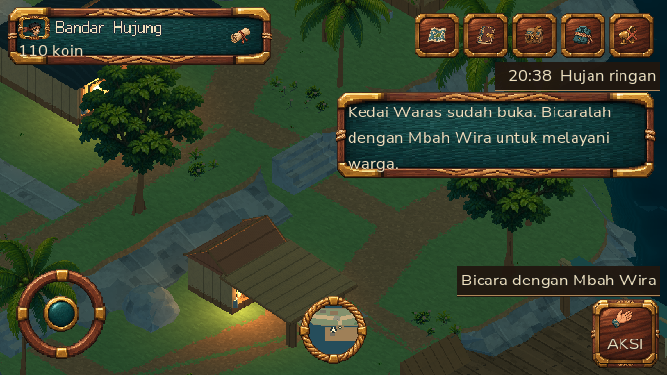 Bandar Hujung
110 koin
20:38 Hujan ringan
Kedai Waras sudah buka. Bicaralah
dengan Mbah Wira untuk melayani
warga.
Bicara dengan Mbah Wira
AKSI